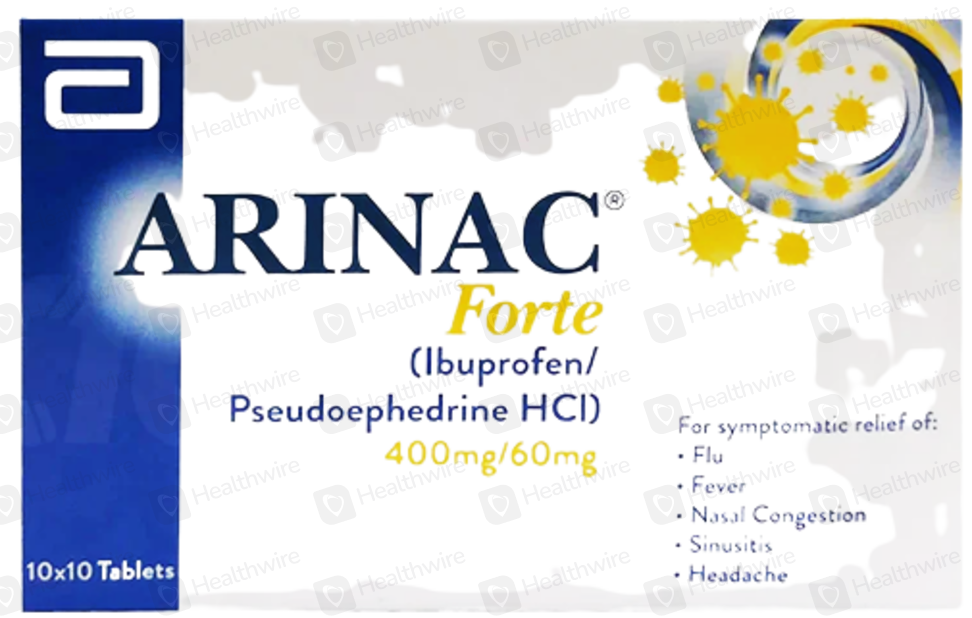 ARINAC®
Forte
(Ibuprofen/
Pseudoephedrine HCl)
400mg/60mg
For symptomatic relief of:
• Flu
• Fever
• Nasal Congestion
• Sinusitis
• Headache
10x10 Tablets
Healthwire